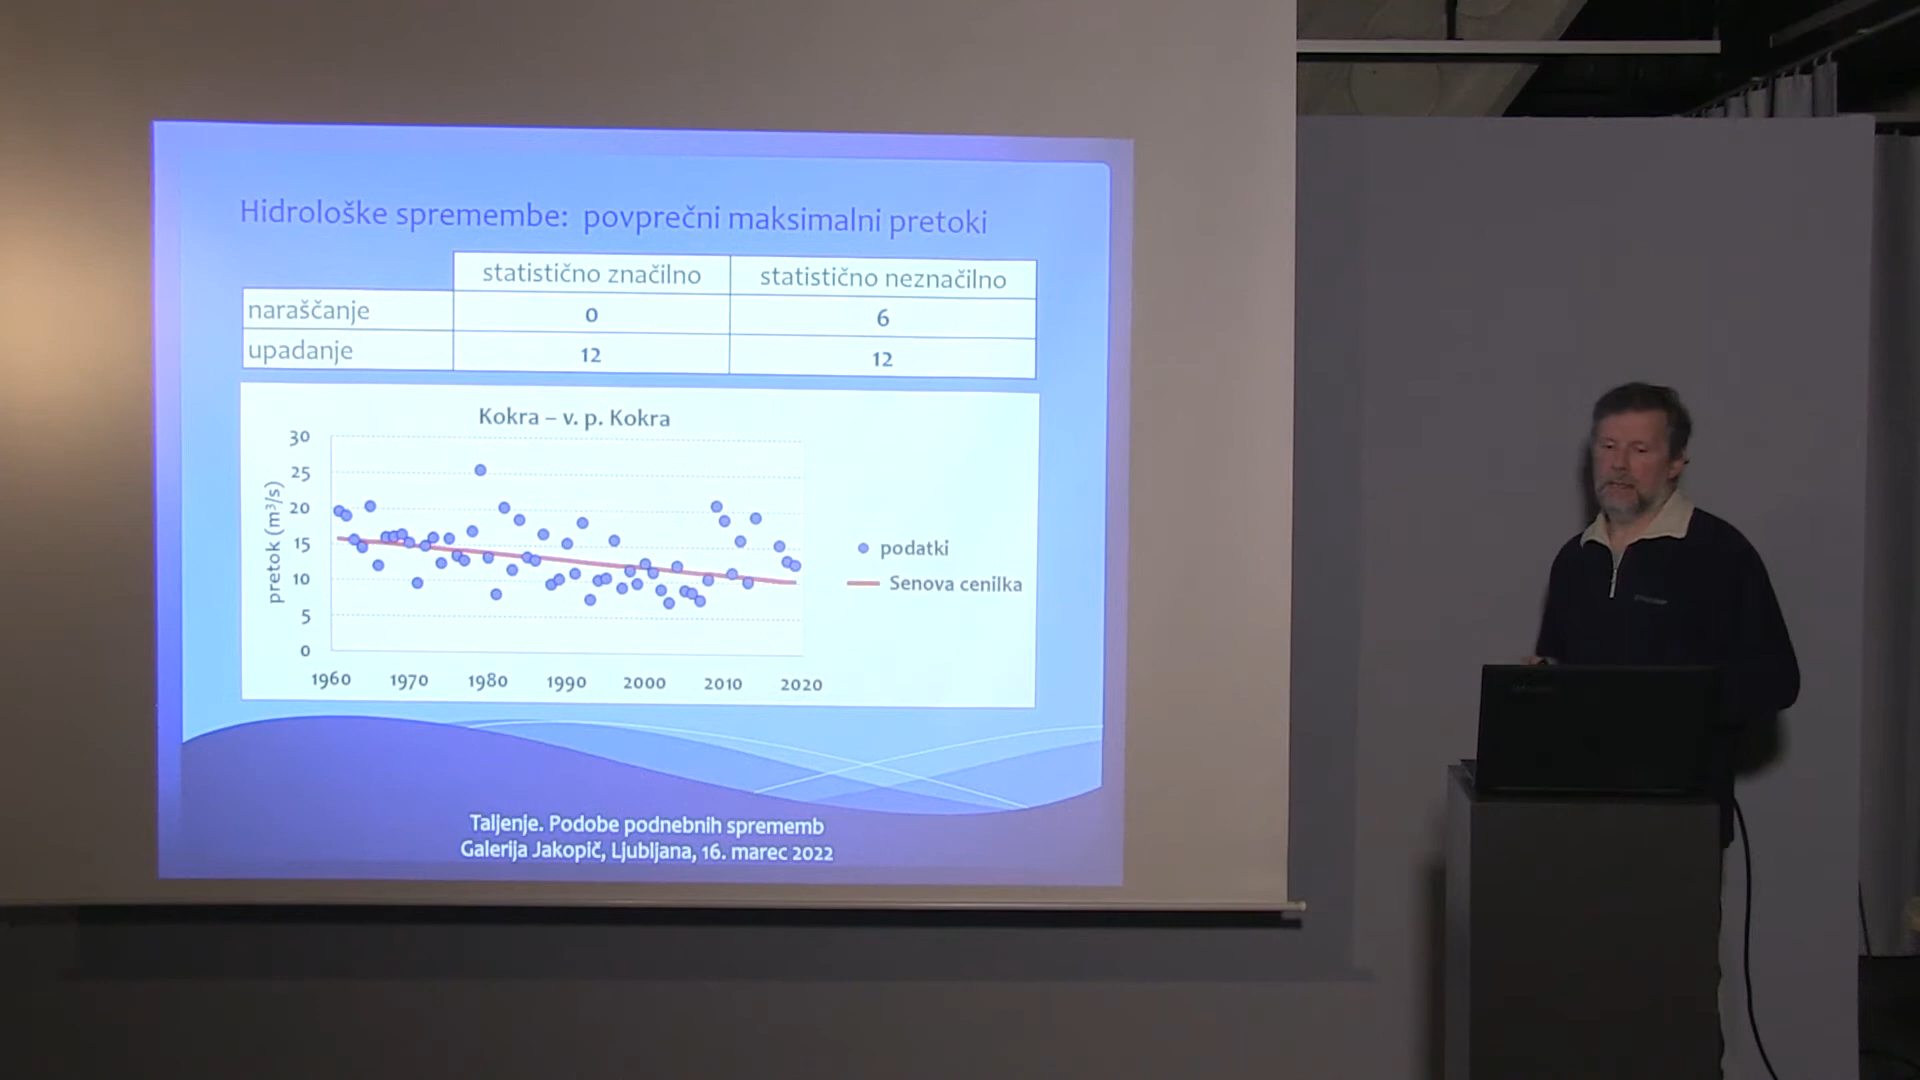 Hidrološke spremembe: povprečni maksimalni pretoki
statistično značilno statistično neznačilno
naraščanje 0 6
upadanje 12 12
Kokra – v. p. Kokra
pretok (m³/s)
30
25
20
15
10
5
0
1960 1970 1980 1990 2000 2010 2020
podatki
Senova cenilka
Taljenje. Podobe podnebnih sprememb
Galerija Jakopič, Ljubljana, 16. marec 2022